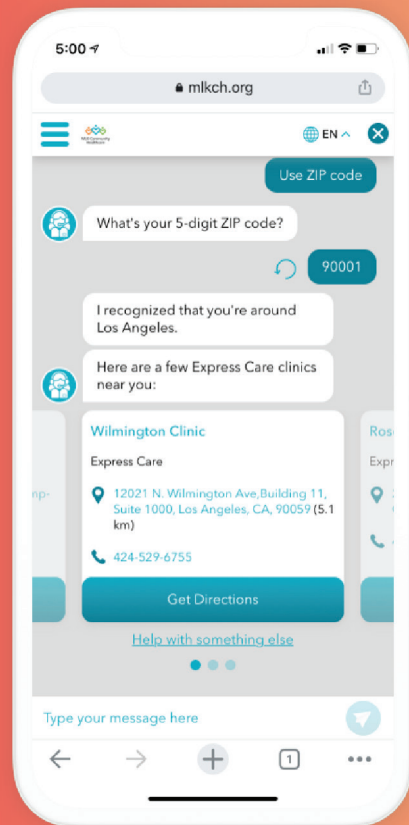 5:00
mlkch.org
EN
Use ZIP code
What's your 5-digit ZIP code?
90001
I recognized that you're around
Los Angeles.
Here are a few Express Care clinics
near you:
Wilmington Clinic
Express Care
12021 N. Wilmington Ave,Building 11,
Suite 1000, Los Angeles, CA, 90059 (5.1
km)
424-529-6755
Get Directions
Ros
Expr
Help with something else
Type your message here
1